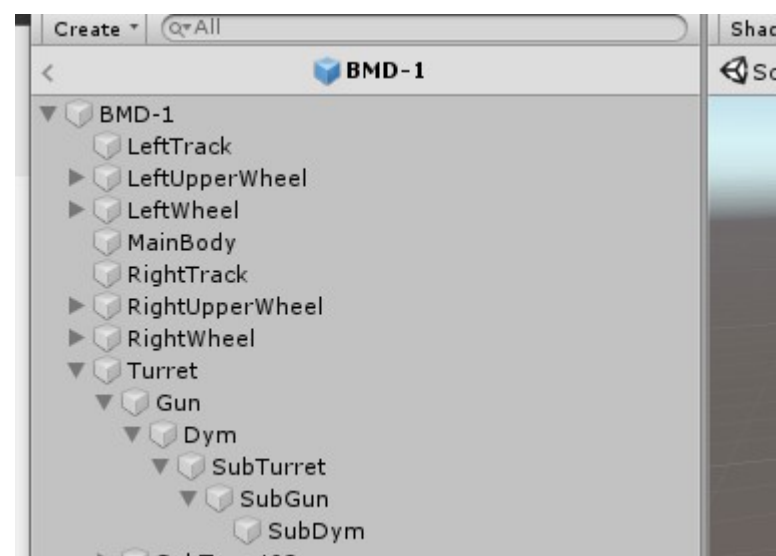 Create All Shad
BMD-1 Sc
BMD-1
LeftTrack
LeftUpperWheel
LeftWheel
MainBody
RightTrack
RightUpperWheel
RightWheel
Turret
Gun
Dym
SubTurret
SubGun
SubDym